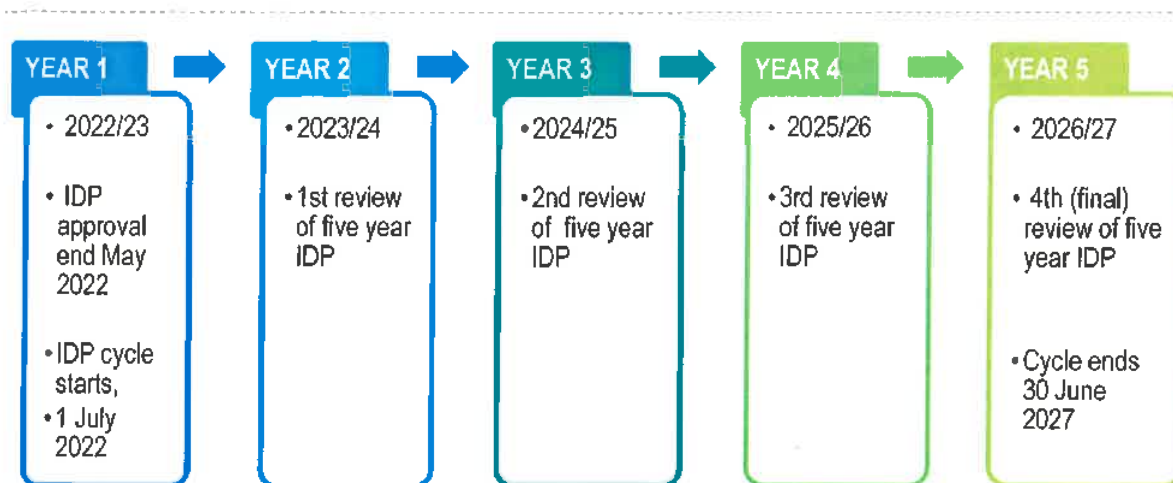 YEAR 1
• 2022/23
• IDP
approval
end May
2022
• IDP cycle
starts,
• 1 July
2022
YEAR 2
• 2023/24
• 1st review
of five year
IDP
YEAR 3
• 2024/25
• 2nd review
of five year
IDP
YEAR 4
• 2025/26
• 3rd review
of five year
IDP
YEAR 5
• 2026/27
• 4th (final)
review of five
year IDP
• Cycle ends
30 June
2027